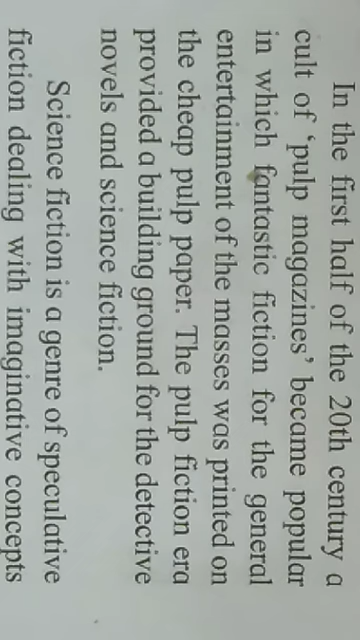 In the first half of the 20th century a
cult of ‘pulp magazines’ became popular
in which fantastic fiction for the general
entertainment of the masses was printed on
the cheap pulp paper. The pulp fiction era
provided a building ground for the detective
novels and science fiction.
Science fiction is a genre of speculative
fiction dealing with imaginative concepts